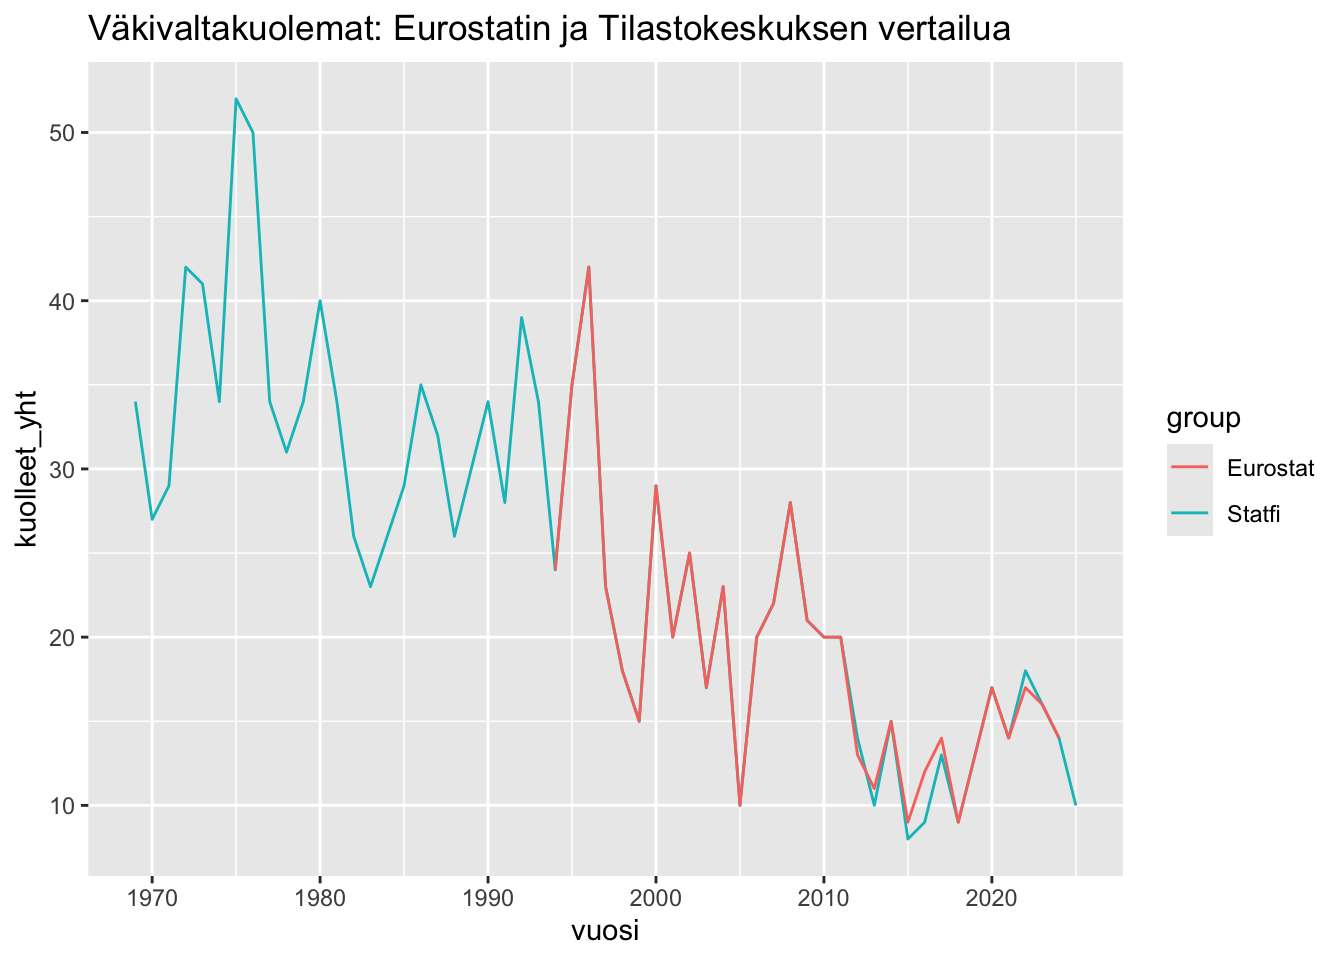 Väkivaltakuolemat: Eurostatin ja Tilastokeskuksen vertailua
kuolleet_yht
50
40
30
20
10
1970 1980 1990 2000 2010 2020
vuosi
group
Eurostat
Statfi